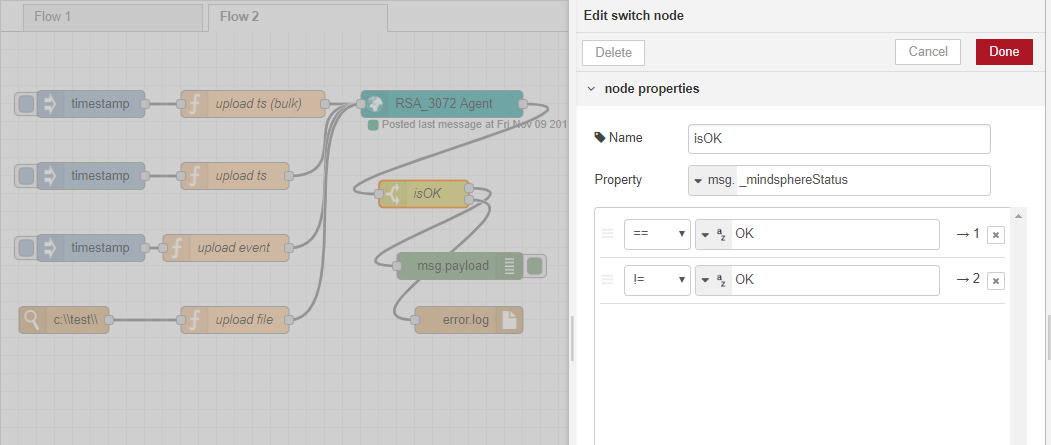 Flow 1
Flow 2
timestamp
upload ts (bulk)
RSA_3072 Agent
Posted last message at Fri Nov 09 201
timestamp
upload ts
isOK
timestamp
upload event
msg.payload
c:\\test\\
upload file
error.log
Edit switch node
Delete
Cancel
Done
node properties
Name
isOK
Property
msg. _mindsphereStatus
== OK → 1
!= OK → 2